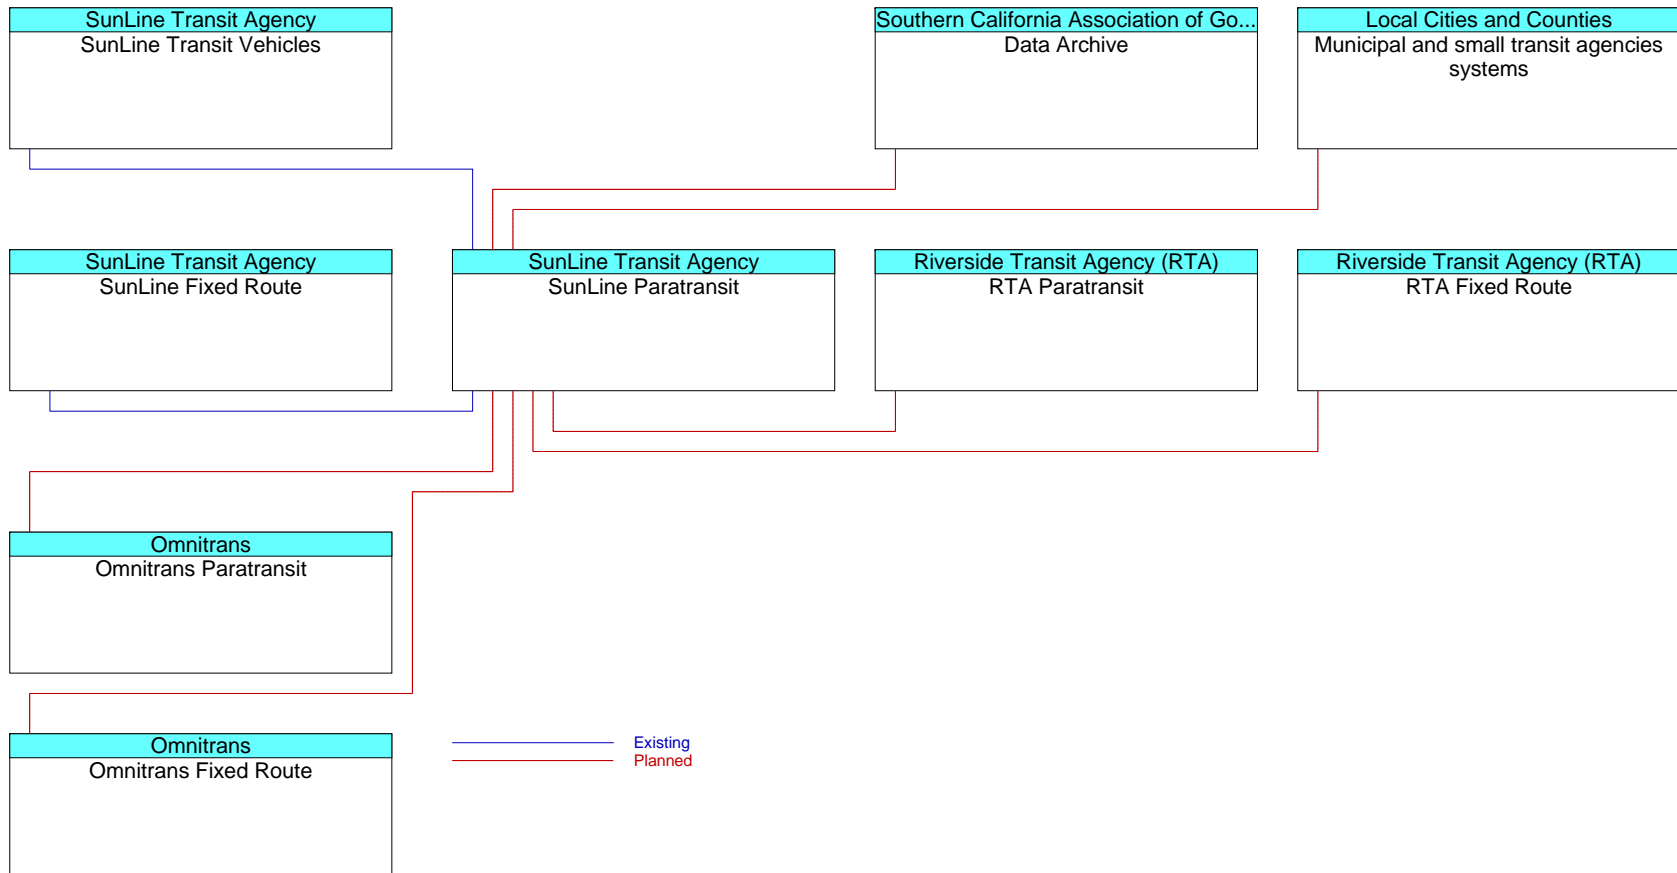 SunLine Transit Agency
SunLine Transit Vehicles
Southern California Association of Go...
Data Archive
Local Cities and Counties
Municipal and small transit agencies
systems
SunLine Transit Agency
SunLine Fixed Route
SunLine Transit Agency
SunLine Paratransit
Riverside Transit Agency (RTA)
RTA Paratransit
Riverside Transit Agency (RTA)
RTA Fixed Route
Omnitrans
Omnitrans Paratransit
Omnitrans
Omnitrans Fixed Route
Existing
Planned